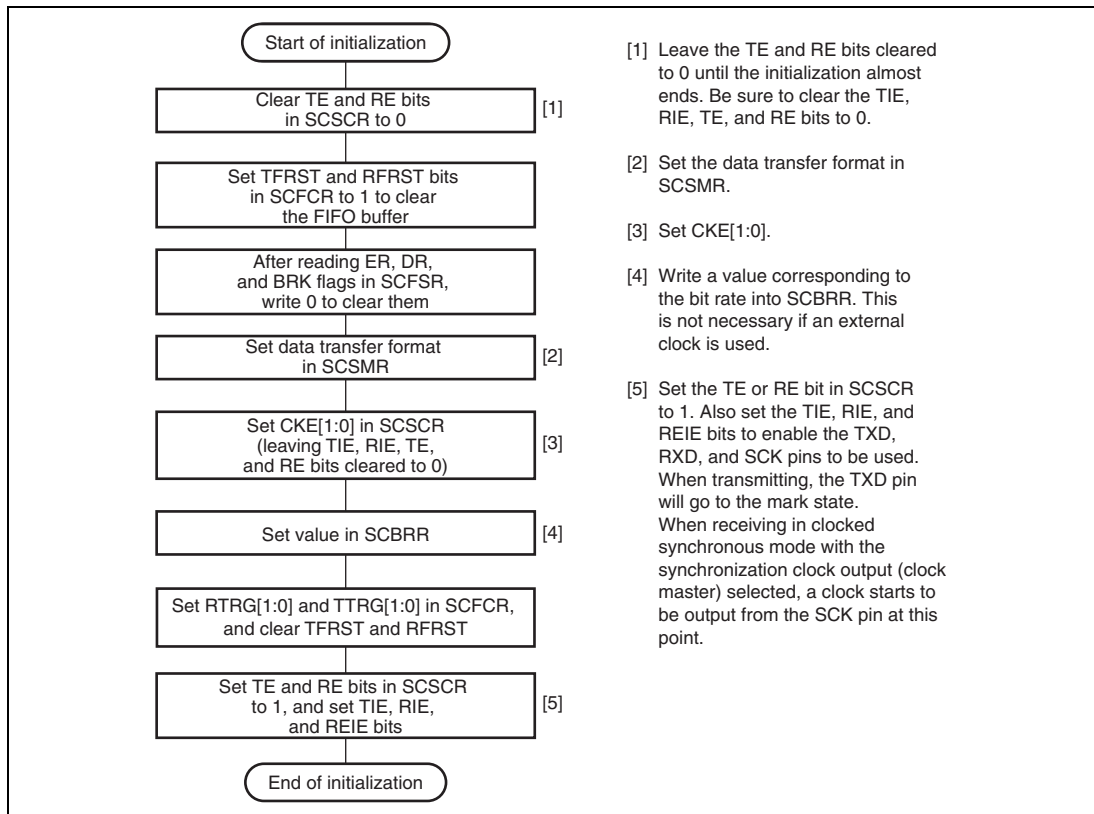 Start of initialization
Clear TE and RE bits
in SCSCR to 0
[1]
Set TFRST and RFRST bits
in SCFCR to 1 to clear
the FIFO buffer
After reading ER, DR,
and BRK flags in SCFSR,
write 0 to clear them
Set data transfer format
in SCSMR
[2]
Set CKE[1:0] in SCSCR
(leaving TIE, RIE, TE,
and RE bits cleared to 0)
[3]
Set value in SCBRR
[4]
Set RTRG[1:0] and TTRG[1:0] in SCFCR,
and clear TFRST and RFRST
Set TE and RE bits in SCSCR
to 1, and set TIE, RIE,
and REIE bits
[5]
End of initialization
[1] Leave the TE and RE bits cleared
to 0 until the initialization almost
ends. Be sure to clear the TIE,
RIE, TE, and RE bits to 0.
[2] Set the data transfer format in
SCSMR.
[3] Set CKE[1:0].
[4] Write a value corresponding to
the bit rate into SCBRR. This
is not necessary if an external
clock is used.
[5] Set the TE or RE bit in SCSCR
to 1. Also set the TIE, RIE, and
REIE bits to enable the TXD,
RXD, and SCK pins to be used.
When transmitting, the TXD pin
will go to the mark state.
When receiving in clocked
synchronous mode with the
synchronization clock output (clock
master) selected, a clock starts to
be output from the SCK pin at this
point.